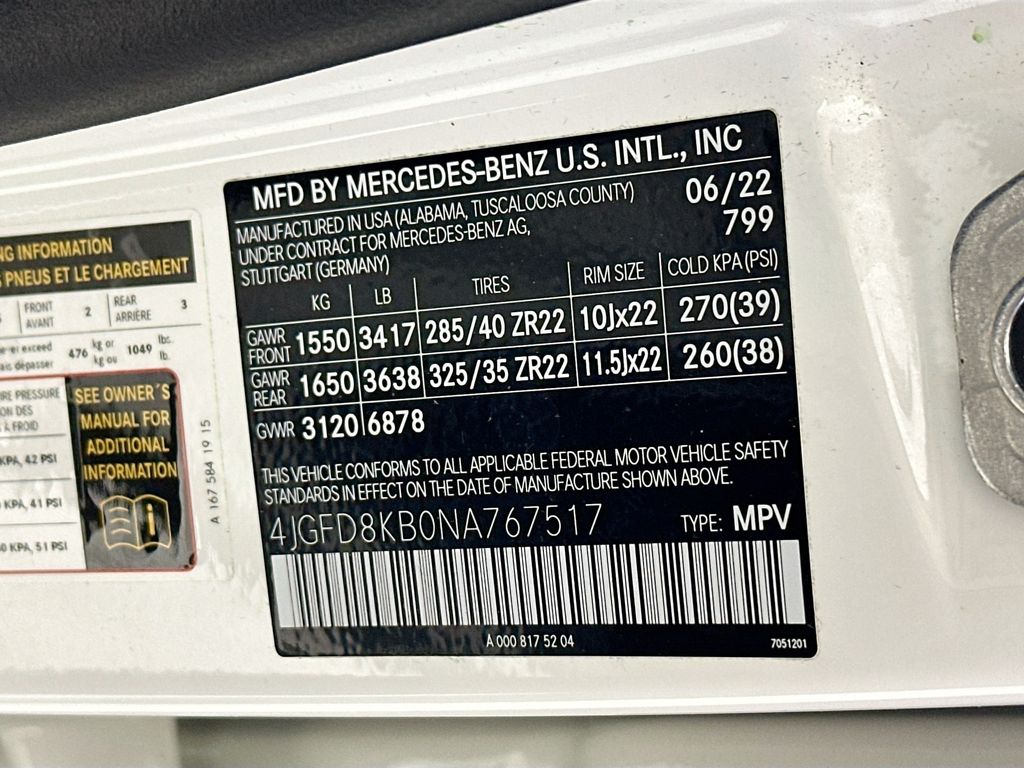 MFD BY MERCEDES-BENZ U.S. INTL., INC
MANUFACTURED IN USA (ALABAMA, TUSCALOOSA COUNTY)
UNDER CONTRACT FOR MERCEDES-BENZ AG,
STUTTGART (GERMANY)
06/22
799
KG LB TIRES RIM SIZE COLD KPA (PSI)
GAWR FRONT 1550 3417 285/40 ZR22 10Jx22 270(39)
GAWR REAR 1650 3638 325/35 ZR22 11.5Jx22 260(38)
GVWR 3120 6878
THIS VEHICLE CONFORMS TO ALL APPLICABLE FEDERAL MOTOR VEHICLE SAFETY
STANDARDS IN EFFECT ON THE DATE OF MANUFACTURE SHOWN ABOVE.
4JGFD8KB0NA767517 TYPE: MPV
A 000 817 52 04 7051201
INFORMATION
PNEUS ET LE CHARGEMENT
FRONT 2 REAR 3
AVANT ARRIÈRE
exceed 476 kg or 1049 lbs.
dépasser kg ou lb.
PRESSURE
DES
À FROID
KPA, 42 PSI
KPA, 41 PSI
KPA, 51 PSI
SEE OWNER´S
MANUAL FOR
ADDITIONAL
INFORMATION
i
A 167 584 19 15